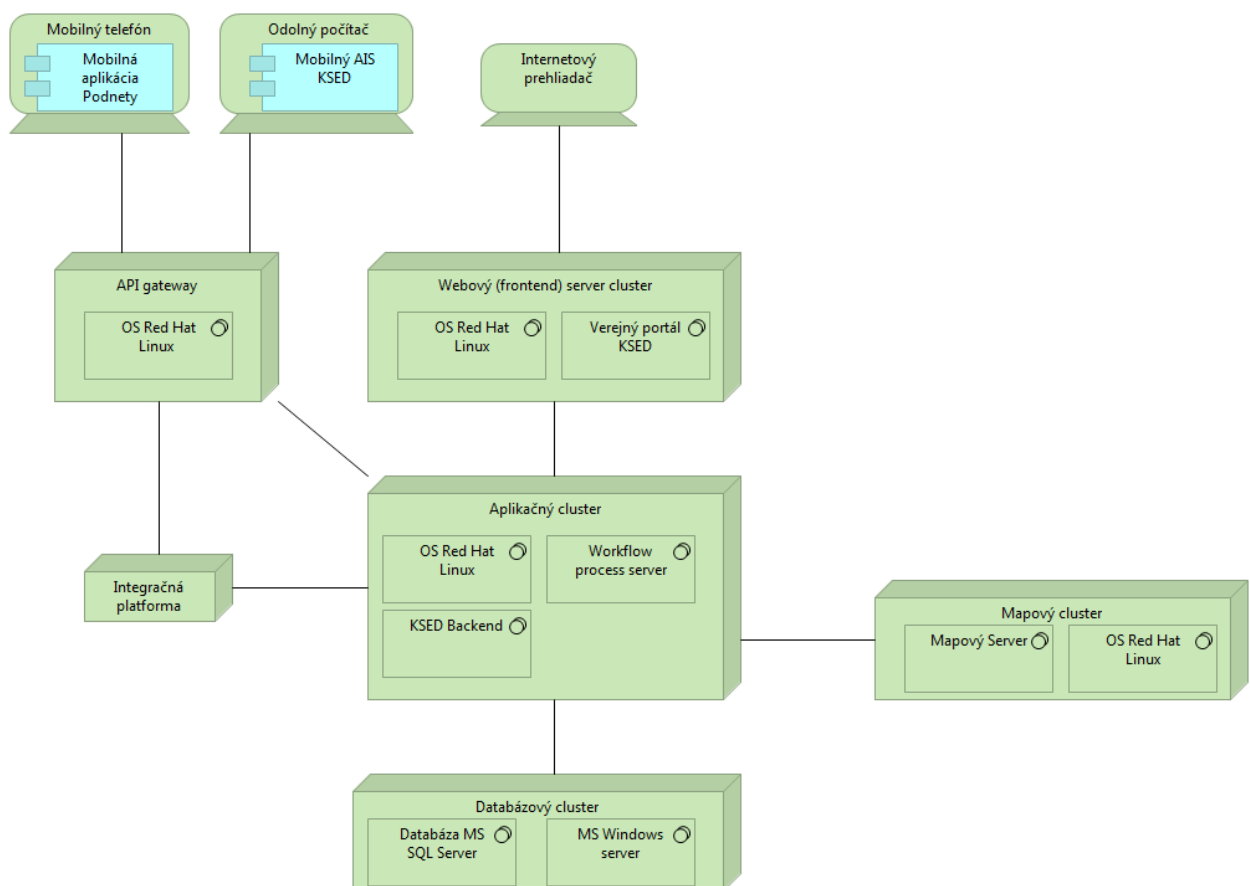 Mobilný telefón
Mobilná
aplikácia
Podnety
Odolný počítač
Mobilný AIS
KSED
Internetový
prehliadač
API gateway
OS Red Hat
Linux
Webový (frontend) server cluster
OS Red Hat
Linux
Verejný portál
KSED
Aplikačný cluster
OS Red Hat
Linux
Workflow
process server
KSED Backend
Integračná
platforma
Mapový cluster
Mapový Server
OS Red Hat
Linux
Databázový cluster
Databáza MS
SQL Server
MS Windows
server